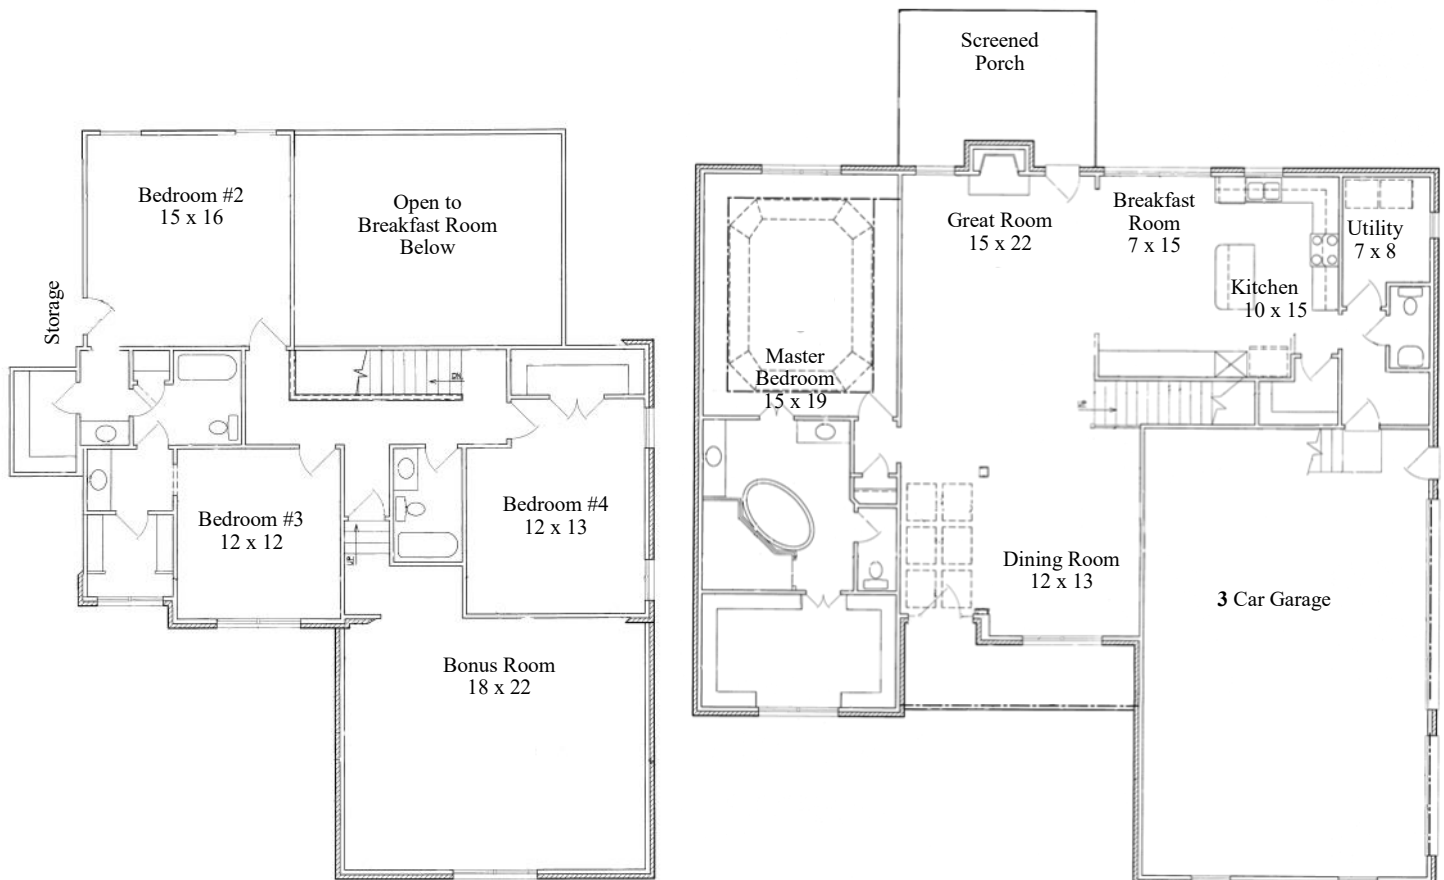 Bedroom #2
15 x 16
Open to
Breakfast Room
Below
Storage
DN
Bedroom #3
12 x 12
Bedroom #4
12 x 13
UP
Bonus Room
18 x 22
Screened
Porch
Great Room
15 x 22
Breakfast
Room
7 x 15
Utility
7 x 8
Kitchen
10 x 15
Master
Bedroom
15 x 19
UP
Dining Room
12 x 13
3 Car Garage